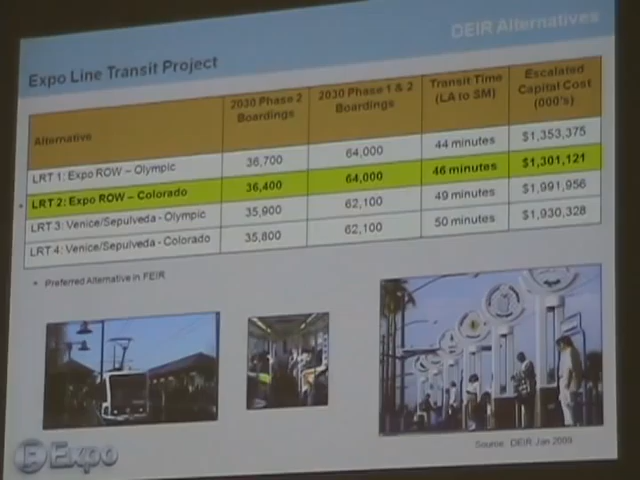 DEIR Alternatives
Expo Line Transit Project
Alternative
2030 Phase 2 Boardings
2030 Phase 1 & 2 Boardings
Transit Time (LA to SM)
Escalated Capital Cost (000's)
LRT 1: Expo ROW – Olympic 36,700 64,000 44 minutes $1,353,375
* LRT 2: Expo ROW – Colorado 36,400 64,000 46 minutes $1,301,121
LRT 3: Venice/Sepulveda - Olympic 35,900 62,100 49 minutes $1,991,956
LRT 4: Venice/Sepulveda - Colorado 35,800 62,100 50 minutes $1,930,328
* Preferred Alternative in FEIR
Expo
Source: DEIR Jan 2009